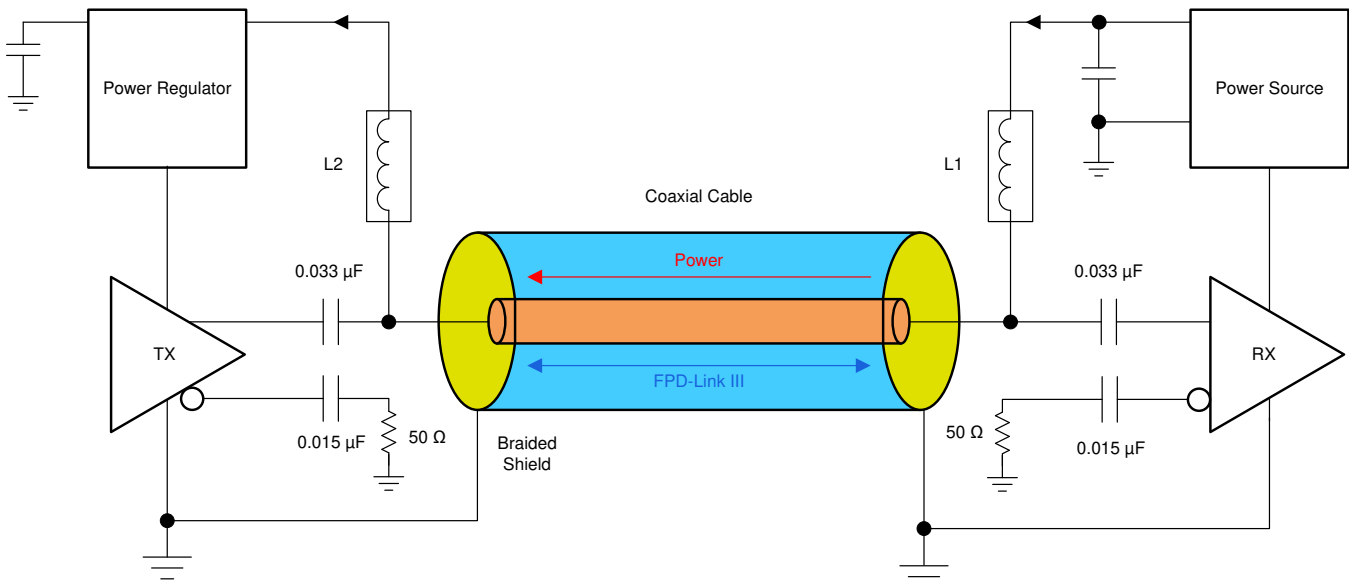 Power Regulator
Power Source
L2
L1
Coaxial Cable
Power
0.033 µF
0.033 µF
TX
RX
FPD-Link III
0.015 µF
50 Ω
Braided
Shield
50 Ω
0.015 µF